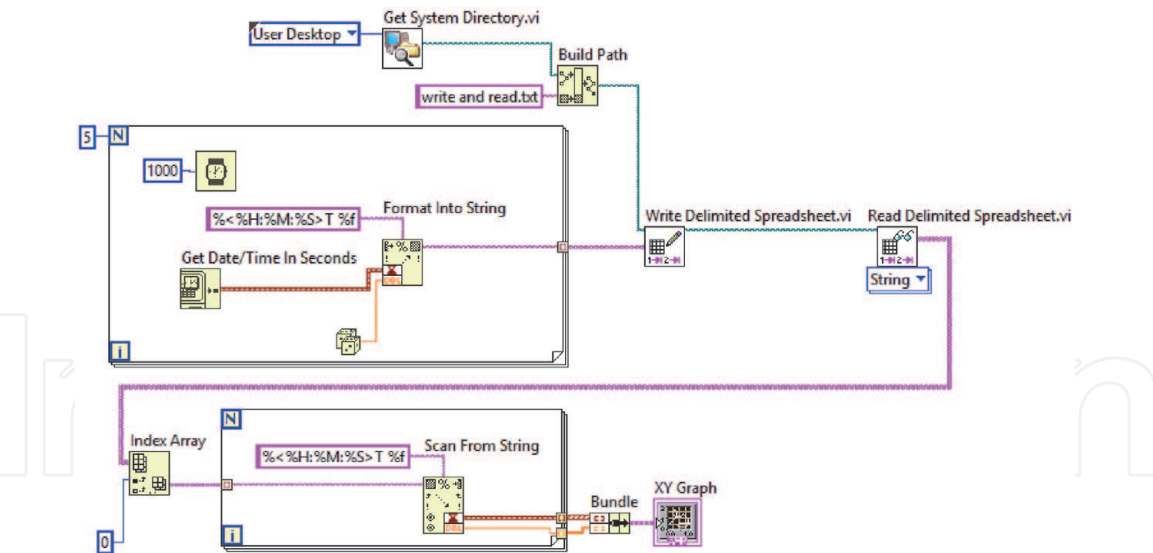 Get System Directory.vi
User Desktop
Build Path
write and read.txt
5
N
1000
%<%H:%M:%S>T %f
Format Into String
Write Delimited Spreadsheet.vi
Read Delimited Spreadsheet.vi
Get Date/Time In Seconds
DBL
String
i
N
Index Array
%<%H:%M:%S>T %f
Scan From String
XY Graph
Bundle
DBL
0
i